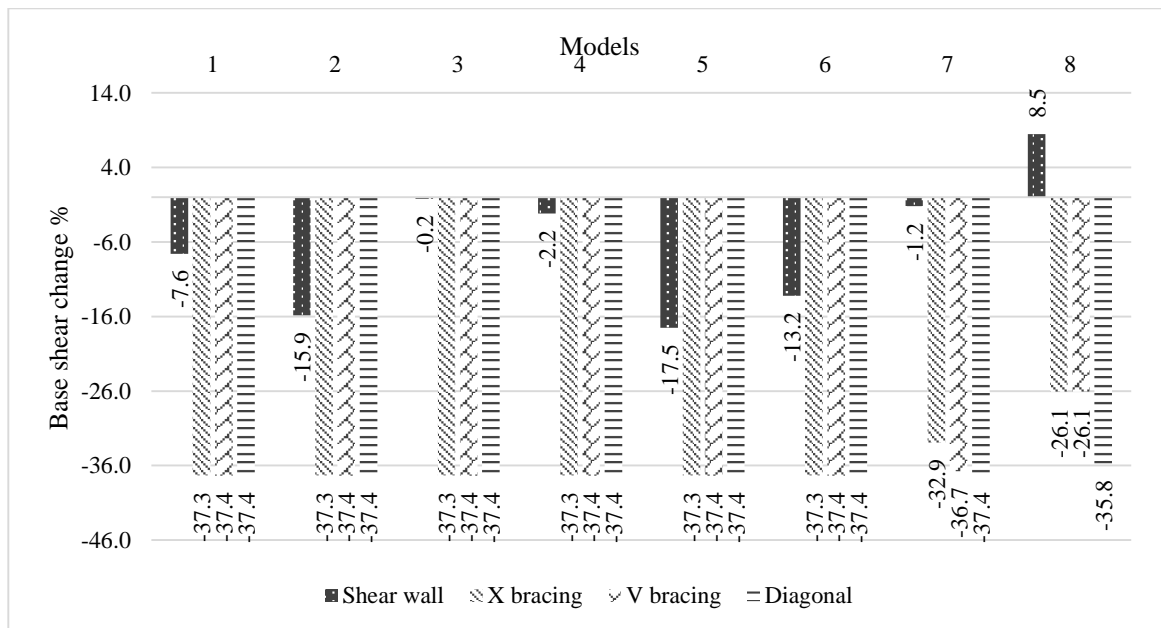 Models
1 2 3 4 5 6 7 8
Base shear change %
14.0
4.0
-6.0
-16.0
-26.0
-36.0
-46.0
-7.6 -37.3 -37.4 -37.4
-15.9 -37.3 -37.4 -37.4
-0.2 -37.3 -37.4 -37.4
-2.2 -37.3 -37.4 -37.4
-17.5 -37.3 -37.4 -37.4
-13.2 -37.3 -37.4 -37.4
-1.2 -32.9 -36.7 -37.4
8.5 -26.1 -26.1 -35.8
Shear wall X bracing V bracing Diagonal